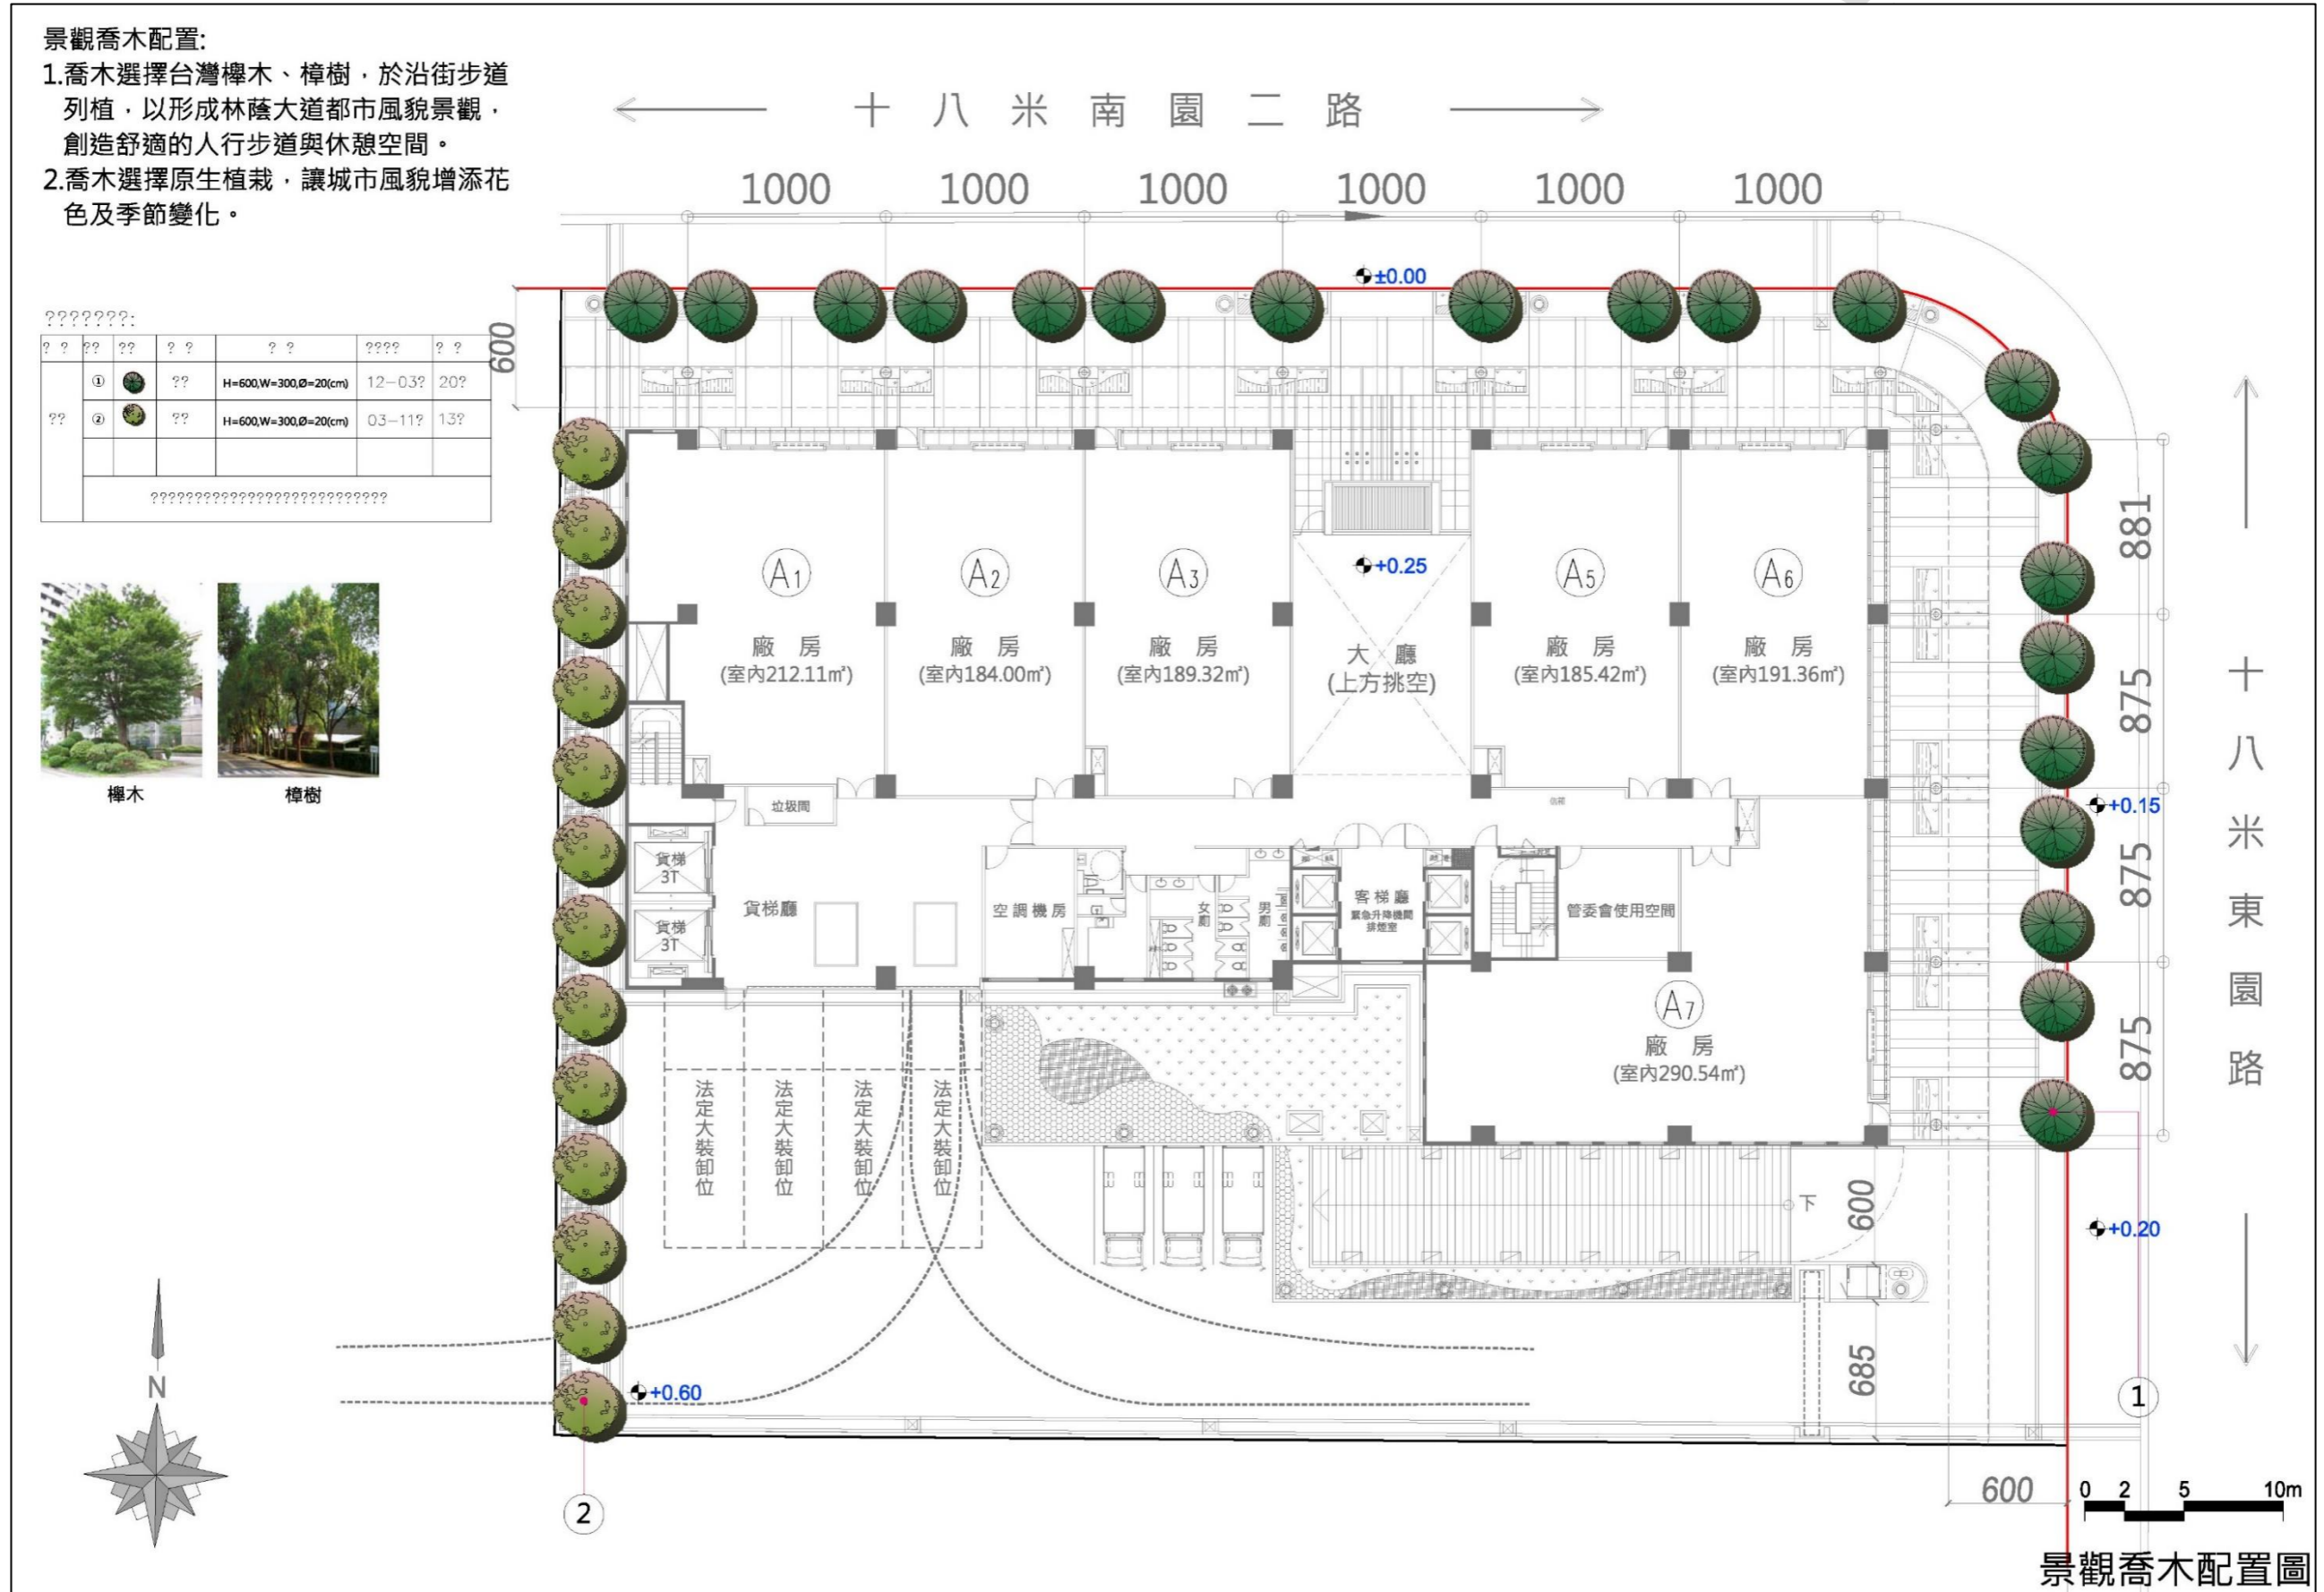 景觀喬木配置:
1.喬木選擇台灣櫸木、樟樹，於沿街步道
列植，以形成林蔭大道都市風貌景觀，
創造舒適的人行步道與休憩空間。
2.喬木選擇原生植栽，讓城市風貌增添花
色及季節變化。
十八米南園二路
1000 1000 1000 1000 1000 1000
±0.00
600
???????:
? ? ?? ?? ? ? ? ? ???? ? ?
① ?? H=600,W=300,Ø=20(cm) 12-03? 20?
?? ② ?? H=600,W=300,Ø=20(cm) 03-11? 13?
???????????????????????????
櫸木 樟樹
A1
廠房
(室內212.11㎡)
A2
廠房
(室內184.00㎡)
A3
廠房
(室內189.32㎡)
+0.25
大廳
(上方挑空)
A5
廠房
(室內185.42㎡)
A6
廠房
(室內191.36㎡)
881
875
875
875
十八米東園路
+0.15
垃圾間
信箱
貨梯
3T
貨梯
3T
貨梯廳
空調機房
女廁
男廁
客梯廳
緊急升降機間
排煙室
管委會使用空間
A7
廠房
(室內290.54㎡)
法定大裝卸位
法定大裝卸位
法定大裝卸位
法定大裝卸位
下
600
+0.20
685
+0.60
N
1
2
600
0 2 5 10m
景觀喬木配置圖